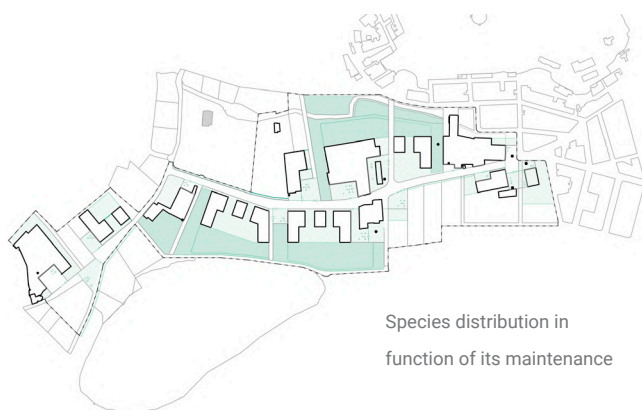 Species distribution in
function of its maintenance